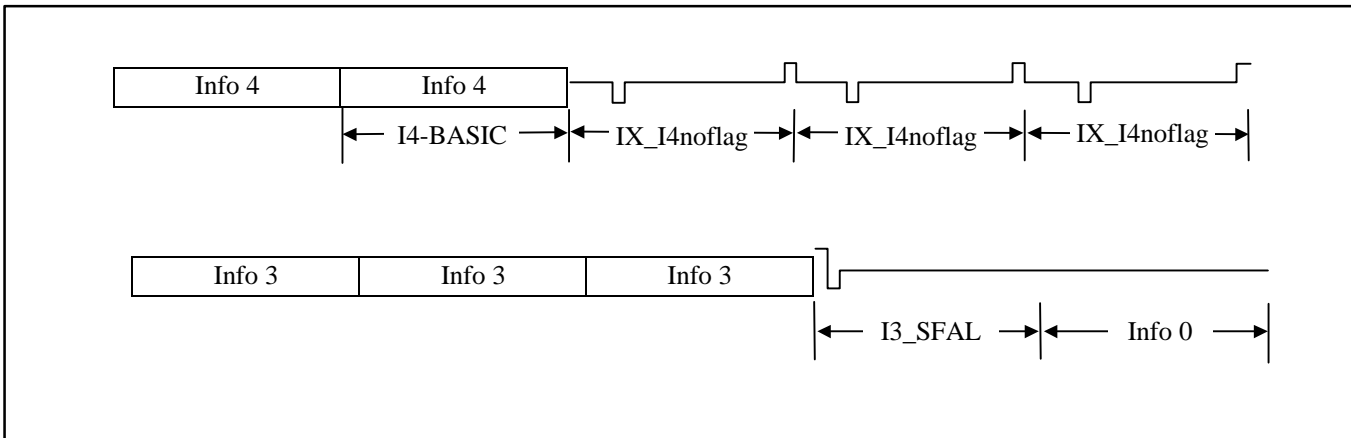 Info 4 Info 4
I4-BASIC IX_I4noflag IX_I4noflag IX_I4noflag
Info 3 Info 3 Info 3
I3_SFAL Info 0